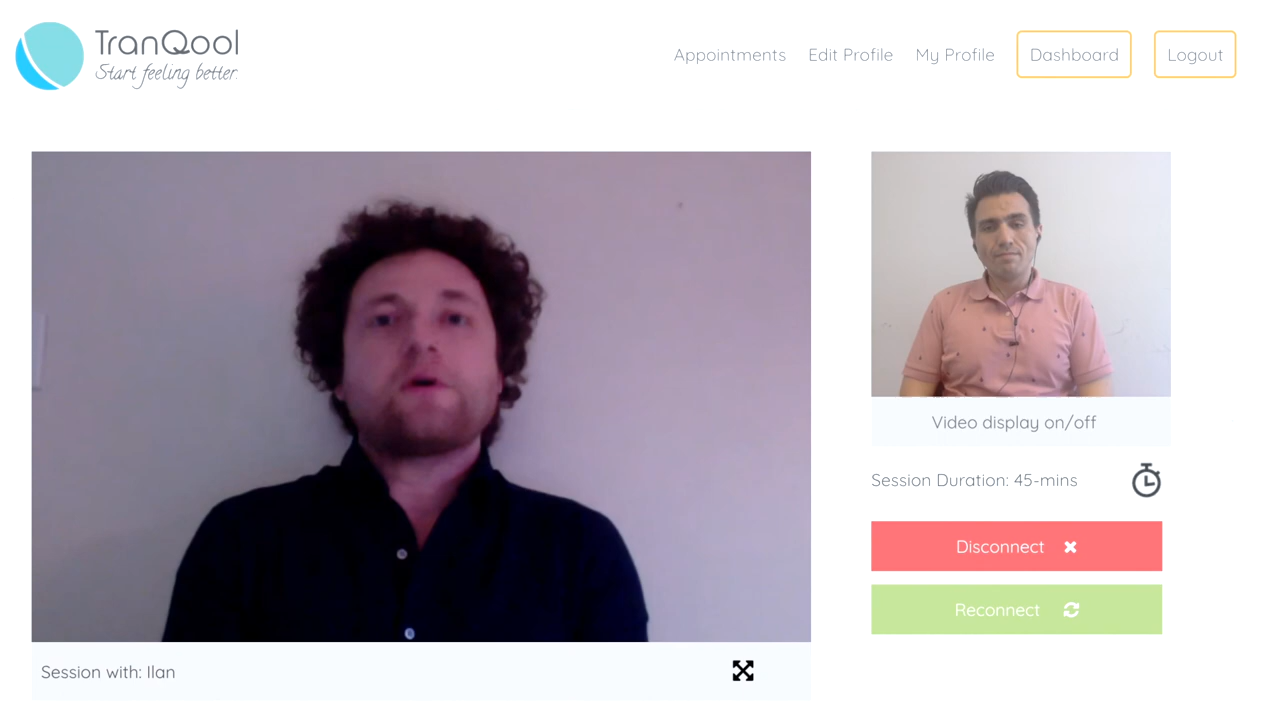 TranQool
Start feeling better.
Appointments
Edit Profile
My Profile
Dashboard
Logout
Video display on/off
Session Duration: 45-mins
Disconnect
Reconnect
Session with: Ilan